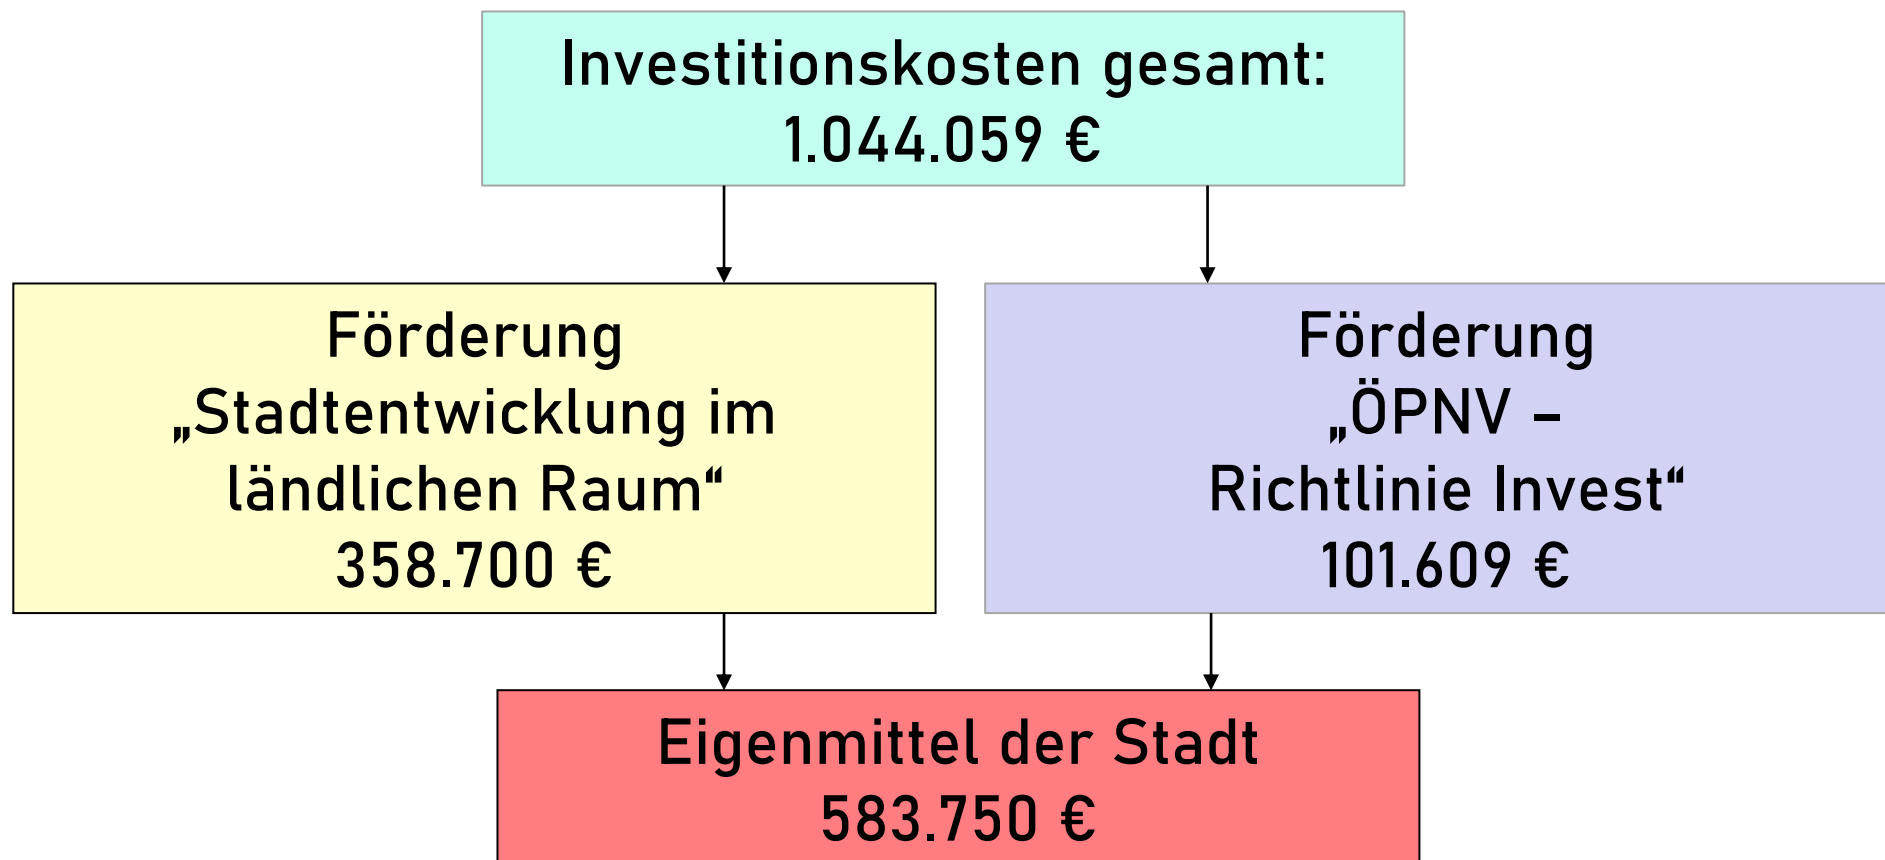 Investitionskosten gesamt:
1.044.059 €
Förderung
„Stadtentwicklung im
ländlichen Raum“
358.700 €
Förderung
„ÖPNV –
Richtlinie Invest“
101.609 €
Eigenmittel der Stadt
583.750 €